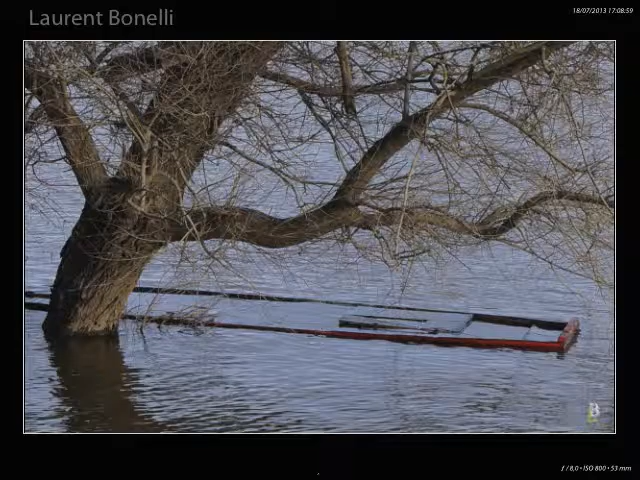 Laurent Bonelli
18/07/2013 17:08:59
B
ƒ / 8,0 • ISO 800 • 53 mm